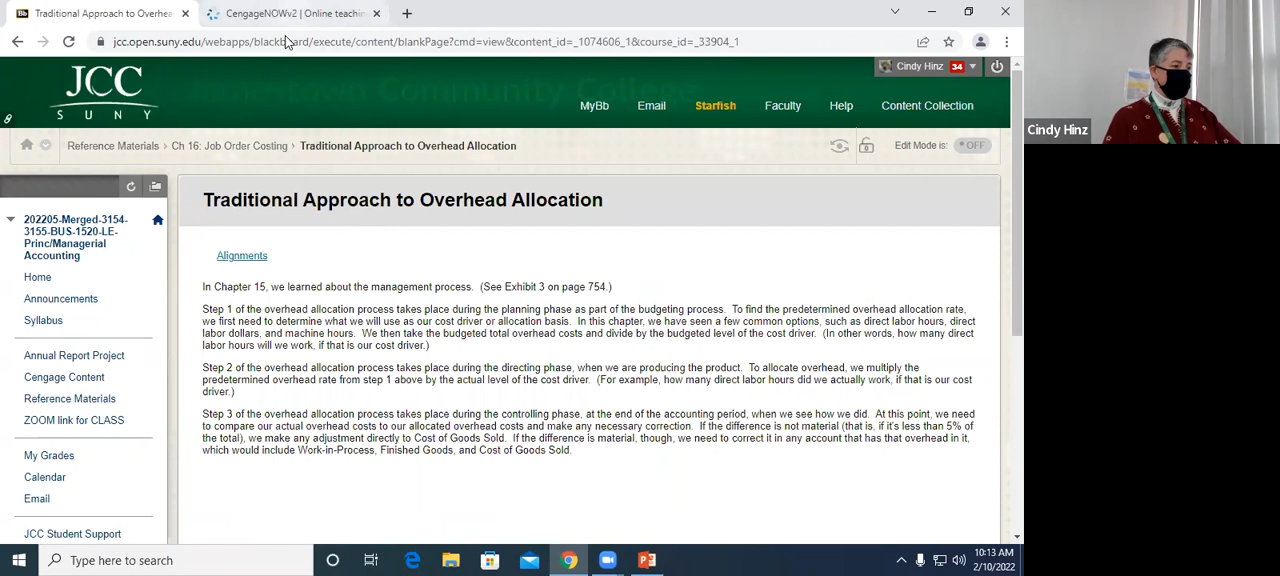 Traditional Approach to Overhea
CengageNOWv2 | Online teachin
jcc.open.suny.edu/webapps/blackboard/execute/content/blankPage?cmd=view&content_id=_1074606_1&course_id=_33904_1
JCC
SUNY
Cindy Hinz 34
MyBb Email Starfish Faculty Help Content Collection
Reference Materials > Ch 16: Job Order Costing > Traditional Approach to Overhead Allocation
Edit Mode is: OFF
202205-Merged-3154-
3155-BUS-1520-LE-
Princ/Managerial
Accounting
Home
Announcements
Syllabus
Annual Report Project
Cengage Content
Reference Materials
ZOOM link for CLASS
My Grades
Calendar
Email
JCC Student Support
Traditional Approach to Overhead Allocation
Alignments
In Chapter 15, we learned about the management process. (See Exhibit 3 on page 754.)
Step 1 of the overhead allocation process takes place during the planning phase as part of the budgeting process. To find the predetermined overhead allocation rate,
we first need to determine what we will use as our cost driver or allocation basis. In this chapter, we have seen a few common options, such as direct labor hours, direct
labor dollars, and machine hours. We then take the budgeted total overhead costs and divide by the budgeted level of the cost driver. (In other words, how many direct
labor hours will we work, if that is our cost driver.)
Step 2 of the overhead allocation process takes place during the directing phase, when we are producing the product. To allocate overhead, we multiply the
predetermined overhead rate from step 1 above by the actual level of the cost driver. (For example, how many direct labor hours did we actually work, if that is our cost
driver.)
Step 3 of the overhead allocation process takes place during the controlling phase, at the end of the accounting period, when we see how we did. At this point, we need
to compare our actual overhead costs to our allocated overhead costs and make any necessary correction. If the difference is not material (that is, if it's less than 5% of
the total), we make any adjustment directly to Cost of Goods Sold. If the difference is material, though, we need to correct it in any account that has that overhead in it,
which would include Work-in-Process, Finished Goods, and Cost of Goods Sold.
Cindy Hinz
Type here to search
10:13 AM
2/10/2022